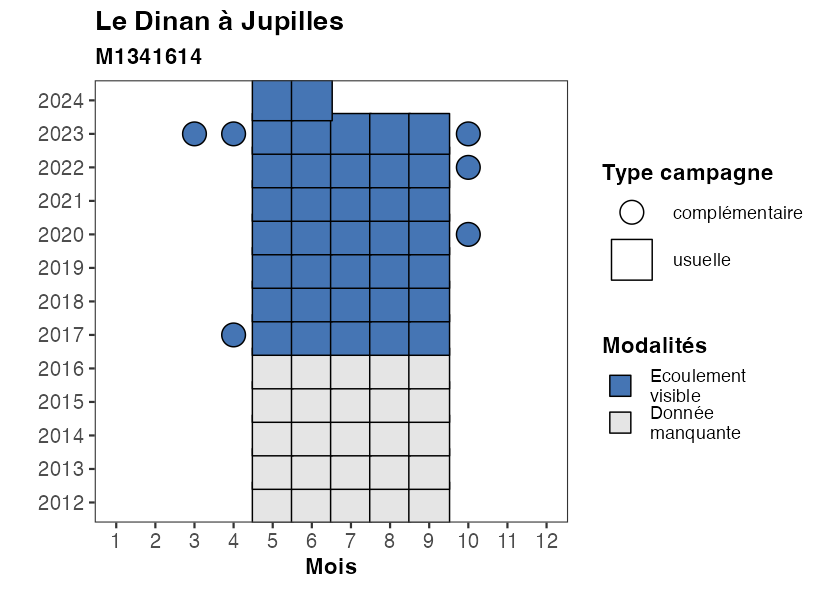 Le Dinan à Jupilles
M1341614
2024
2023
2022
2021
2020
2019
2018
2017
2016
2015
2014
2013
2012
1 2 3 4 5 6 7 8 9 10 11 12
Mois
Type campagne
complémentaire
usuelle
Modalités
Ecoulement
visible
Donnée
manquante